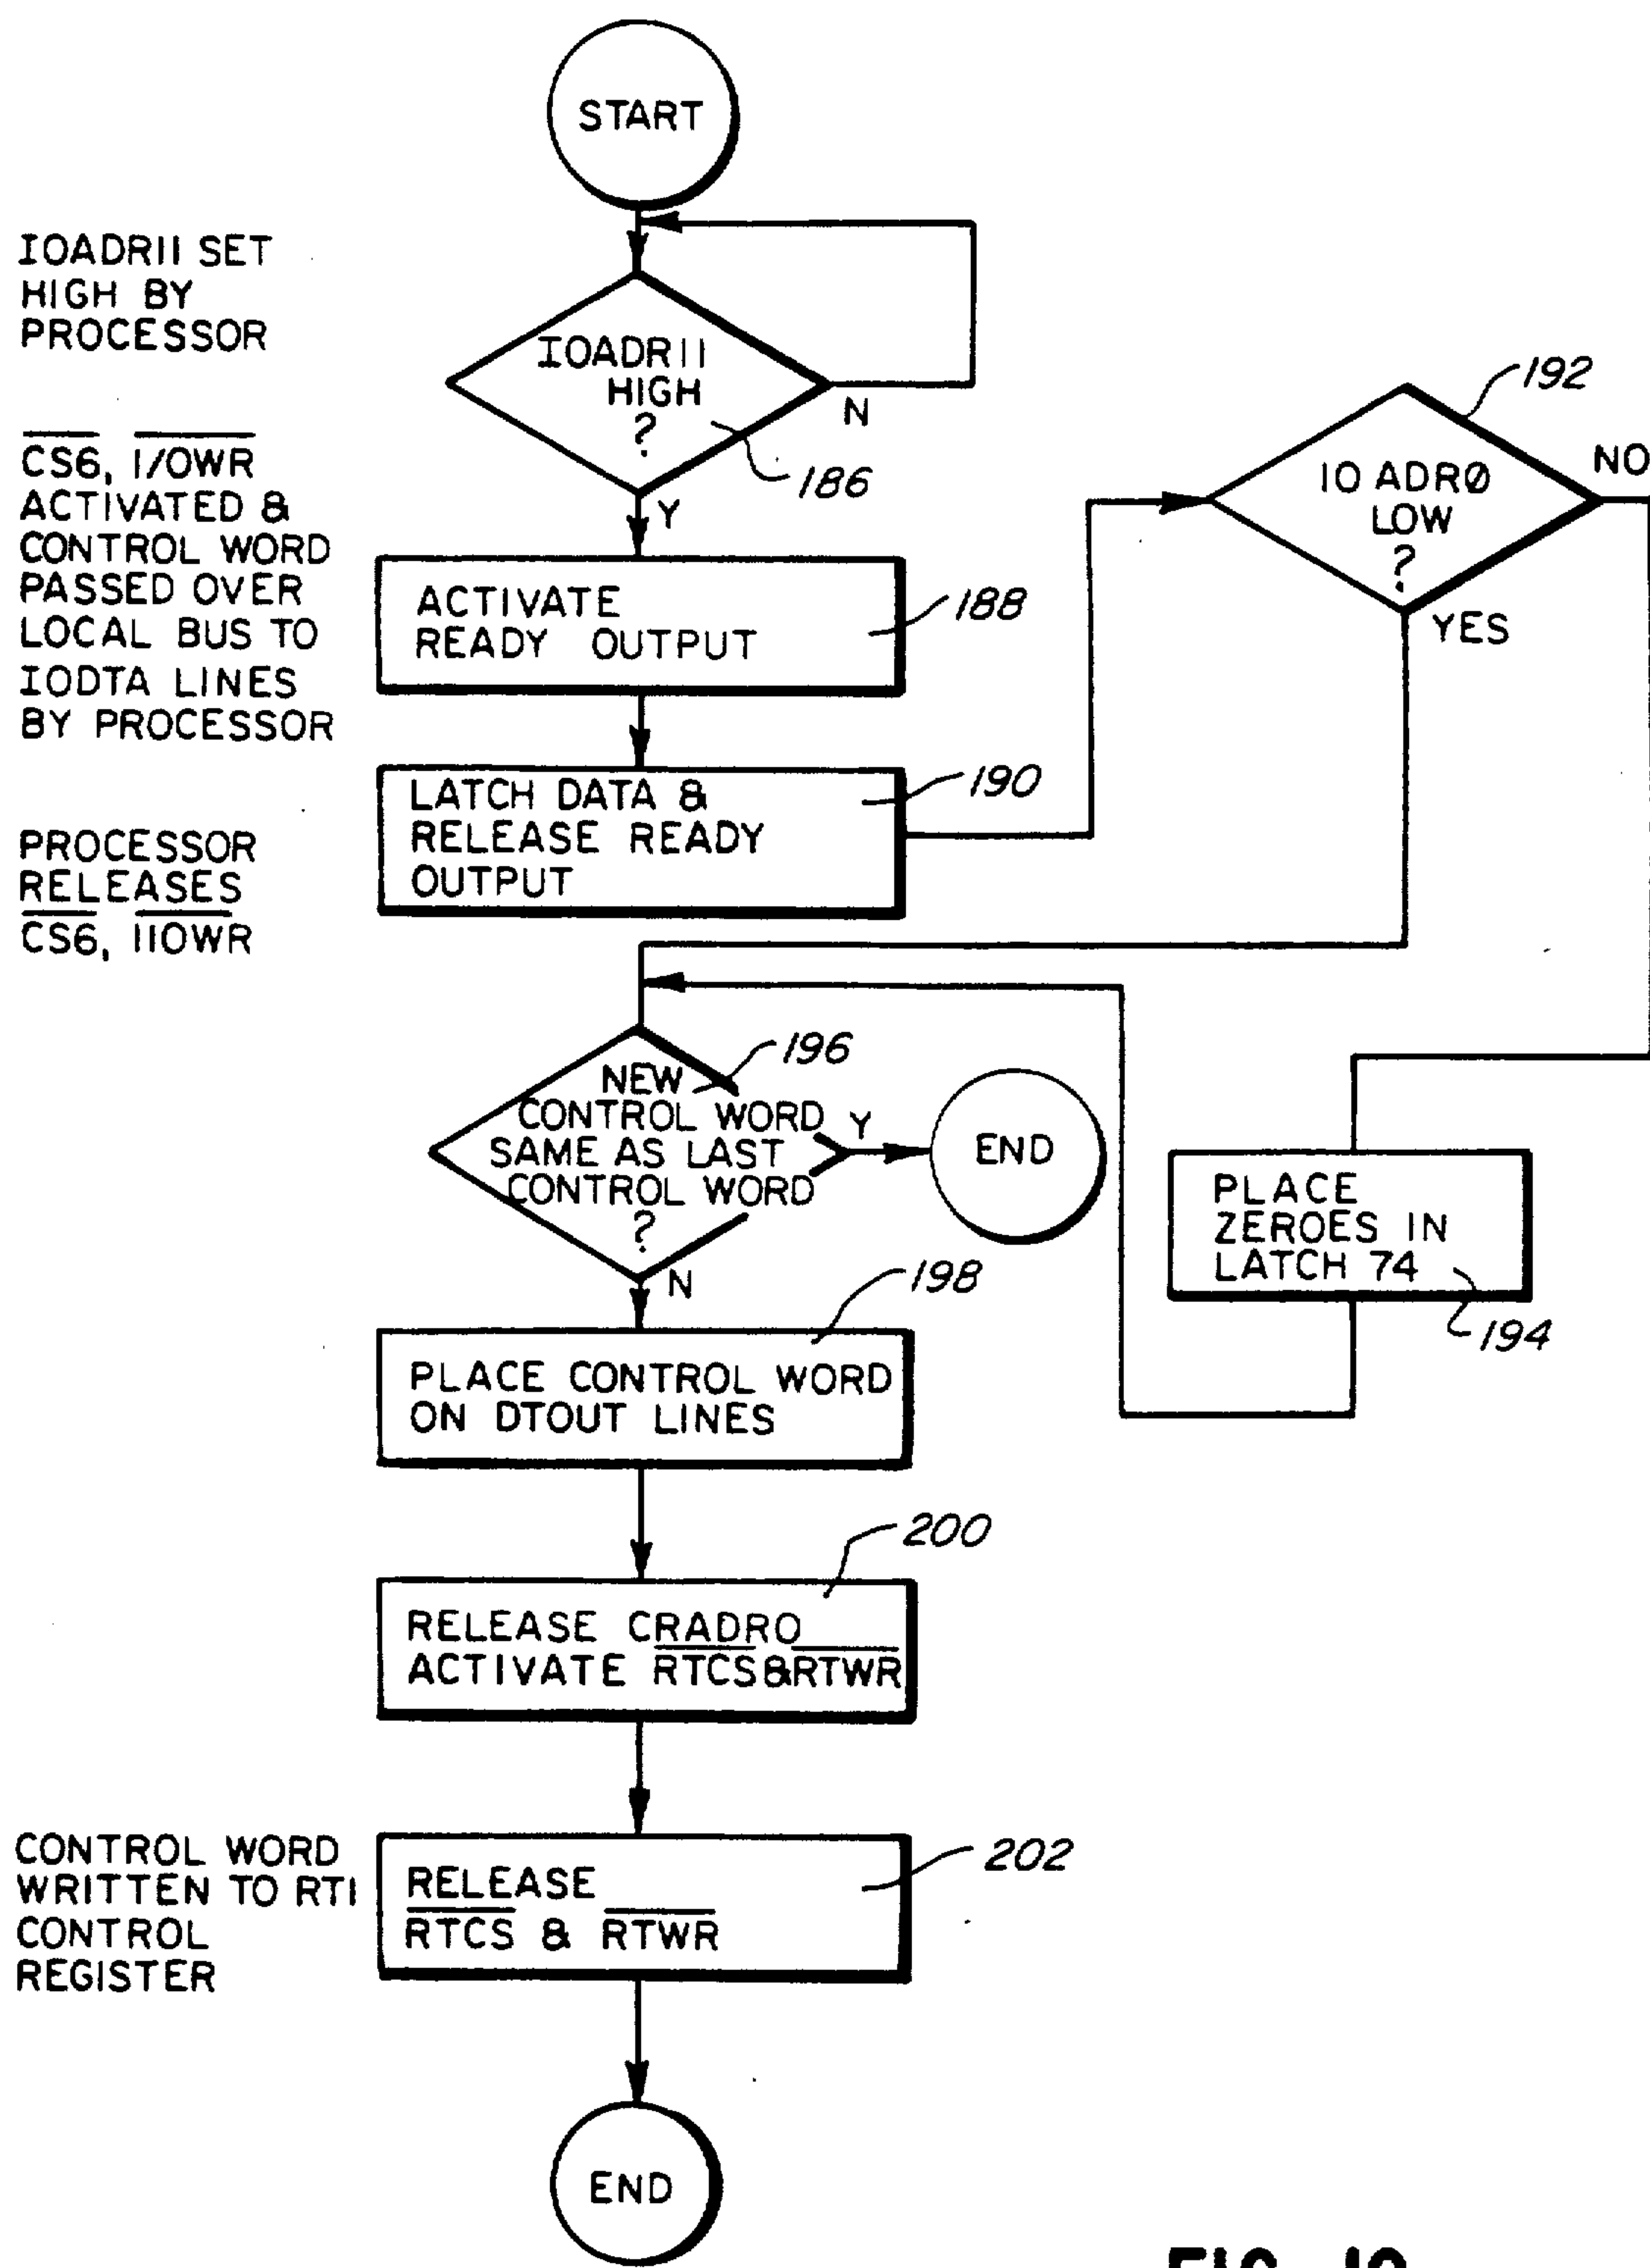 START
IOADR11 SET
HIGH BY
PROCESSOR
IOADR11
HIGH
?
N
186
Y
192
IO ADRØ
LOW
?
NO
YES
CS6, I/OWR
ACTIVATED &
CONTROL WORD
PASSED OVER
LOCAL BUS TO
IODTA LINES
BY PROCESSOR
ACTIVATE
READY OUTPUT
188
LATCH DATA &
RELEASE READY
OUTPUT
190
PROCESSOR
RELEASES
CS6, IIOWR
196
NEW
CONTROL WORD
SAME AS LAST
CONTROL WORD
?
Y
END
N
PLACE
ZEROES IN
LATCH 74
194
198
PLACE CONTROL WORD
ON DTOUT LINES
200
RELEASE CRADRO
ACTIVATE RTCS&RTWR
CONTROL WORD
WRITTEN TO RTI
CONTROL
REGISTER
202
RELEASE
RTCS & RTWR
END